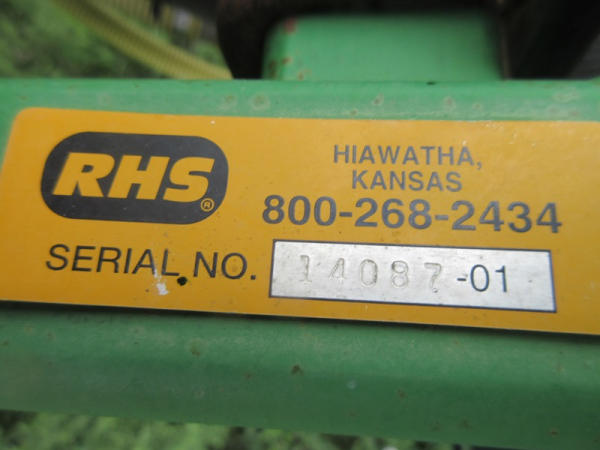 RHS®
HIAWATHA,
KANSAS
800-268-2434
SERIAL NO. 14087-01